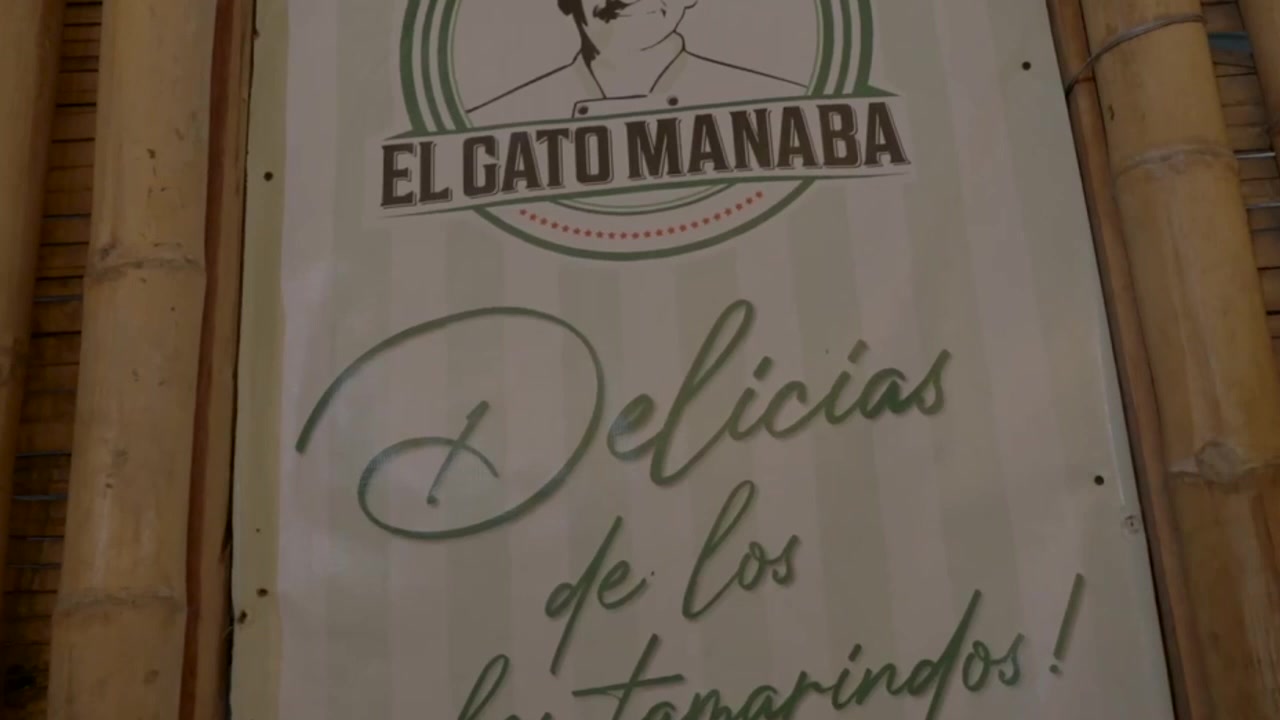 EL GATO MANABA
Delicias
de los
tamarindos!